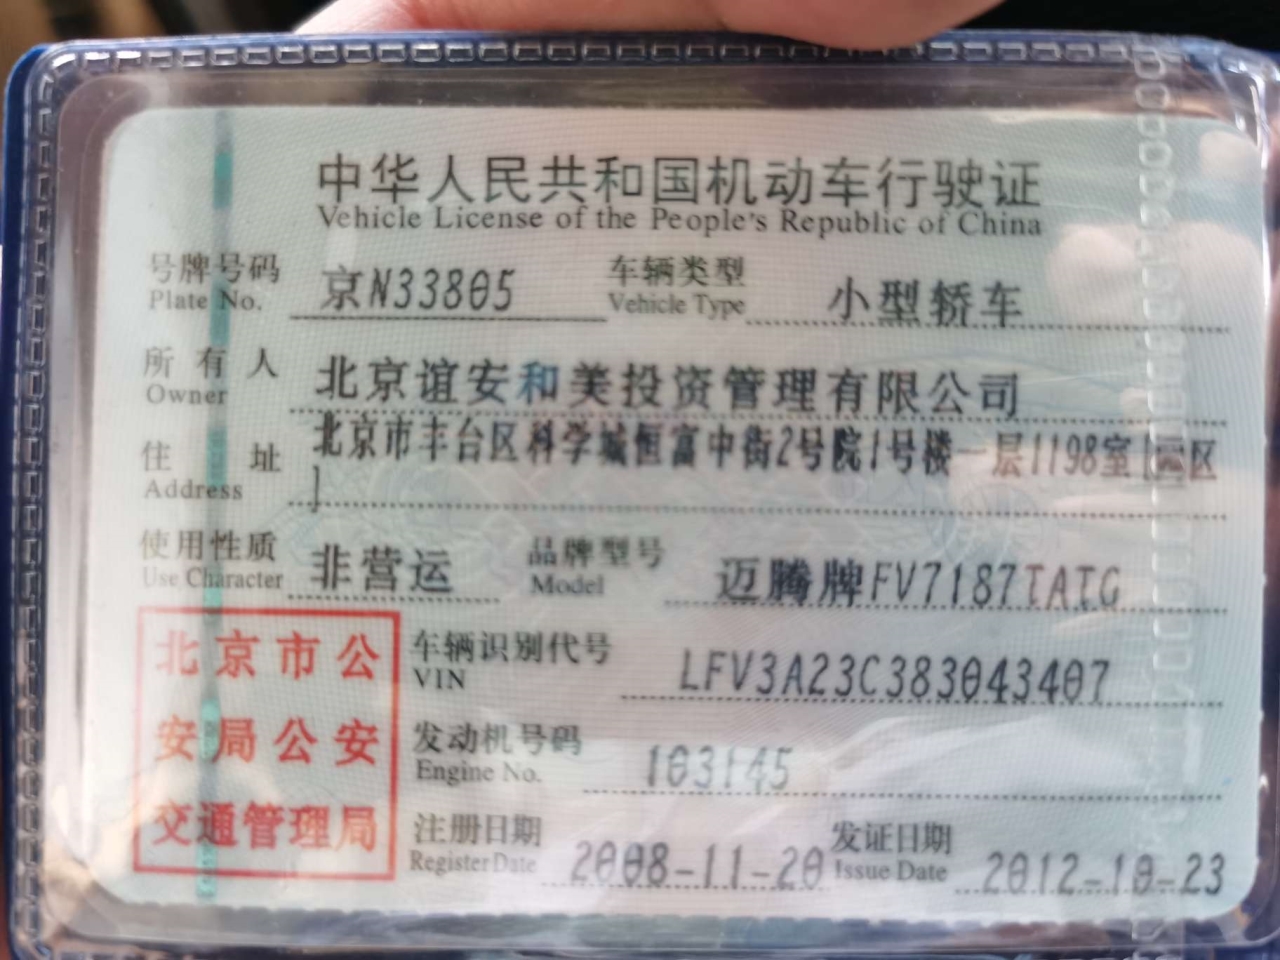 中华人民共和国机动车行驶证
Vehicle License of the People's Republic of China
号牌号码 京N33805 车辆类型 小型轿车
Plate No. Vehicle Type
所有人 北京谊安和美投资管理有限公司
Owner
住址 北京市丰台区科学城恒富中街2号院1号楼一层1198室(园区
Address )
使用性质 非营运 品牌型号 迈腾牌FV7187TATG
Use Character Model
北京市公
安局公安
交通管理局
车辆识别代号 LFV3A23C383043407
VIN
发动机号码 103145
Engine No.
注册日期 2008-11-20 发证日期 2012-10-23
Register Date Issue Date